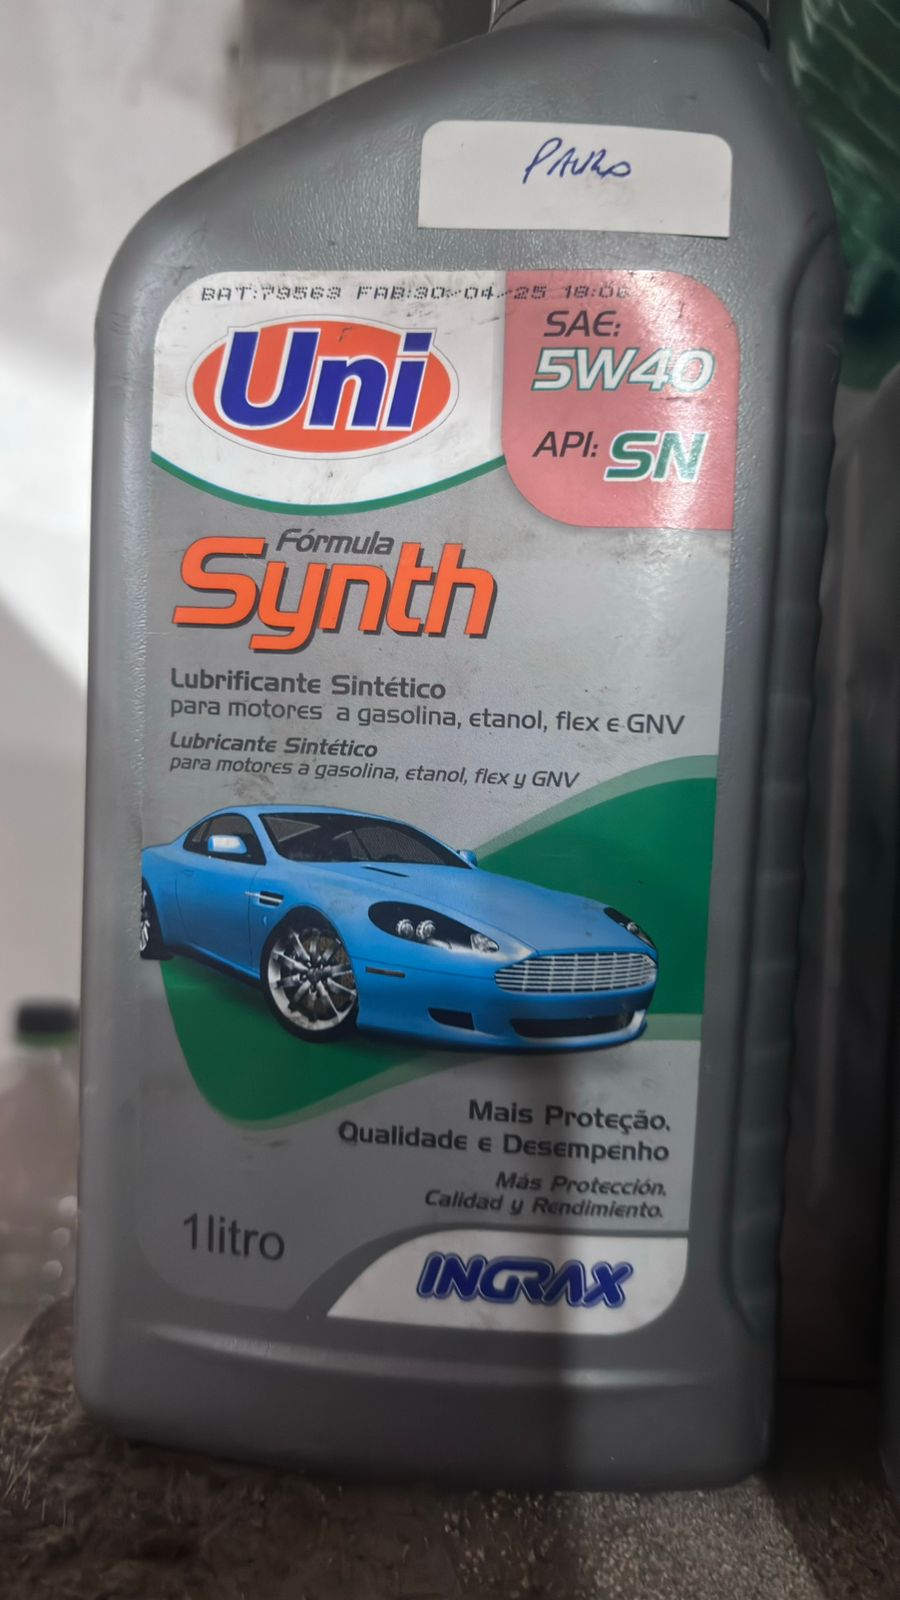 BAT:79563 FAB:30-04-25 18:06
Uni
SAE:
5W40
API: SN
Fórmula
Synth
Lubrificante Sintético
para motores a gasolina, etanol, flex e GNV
Lubricante Sintético
para motores a gasolina, etanol, flex y GNV
Mais Proteção,
Qualidade e Desempenho
Más Protección,
Calidad y Rendimiento.
1 litro
INGRAX